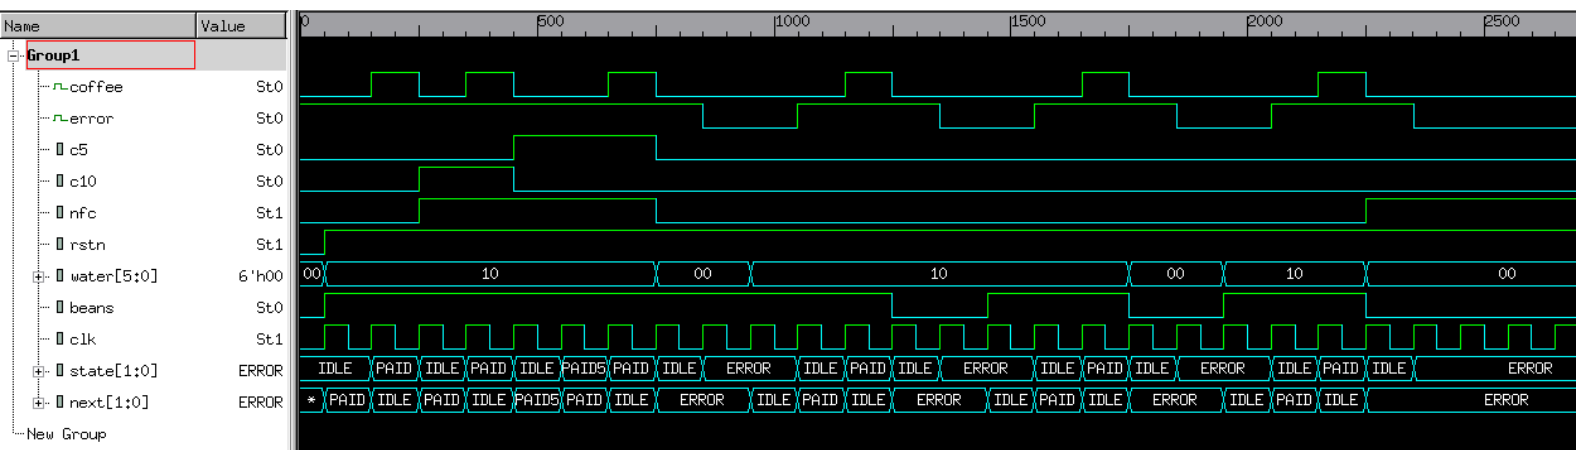 Name Value 0 500 1000 1500 2000 2500
Group1
coffee St0
error St0
c5 St0
c10 St0
nfc St1
rstn St1
water[5:0] 6'h00 00 10 00 10 00 10 00
beans St0
clk St1
state[1:0] ERROR IDLE PAID IDLE PAID IDLE PAID5 PAID IDLE ERROR IDLE PAID IDLE ERROR IDLE PAID IDLE ERROR IDLE PAID IDLE ERROR
next[1:0] ERROR * PAID IDLE PAID IDLE PAID5 PAID IDLE ERROR IDLE PAID IDLE ERROR IDLE PAID IDLE ERROR IDLE PAID IDLE ERROR
New Group